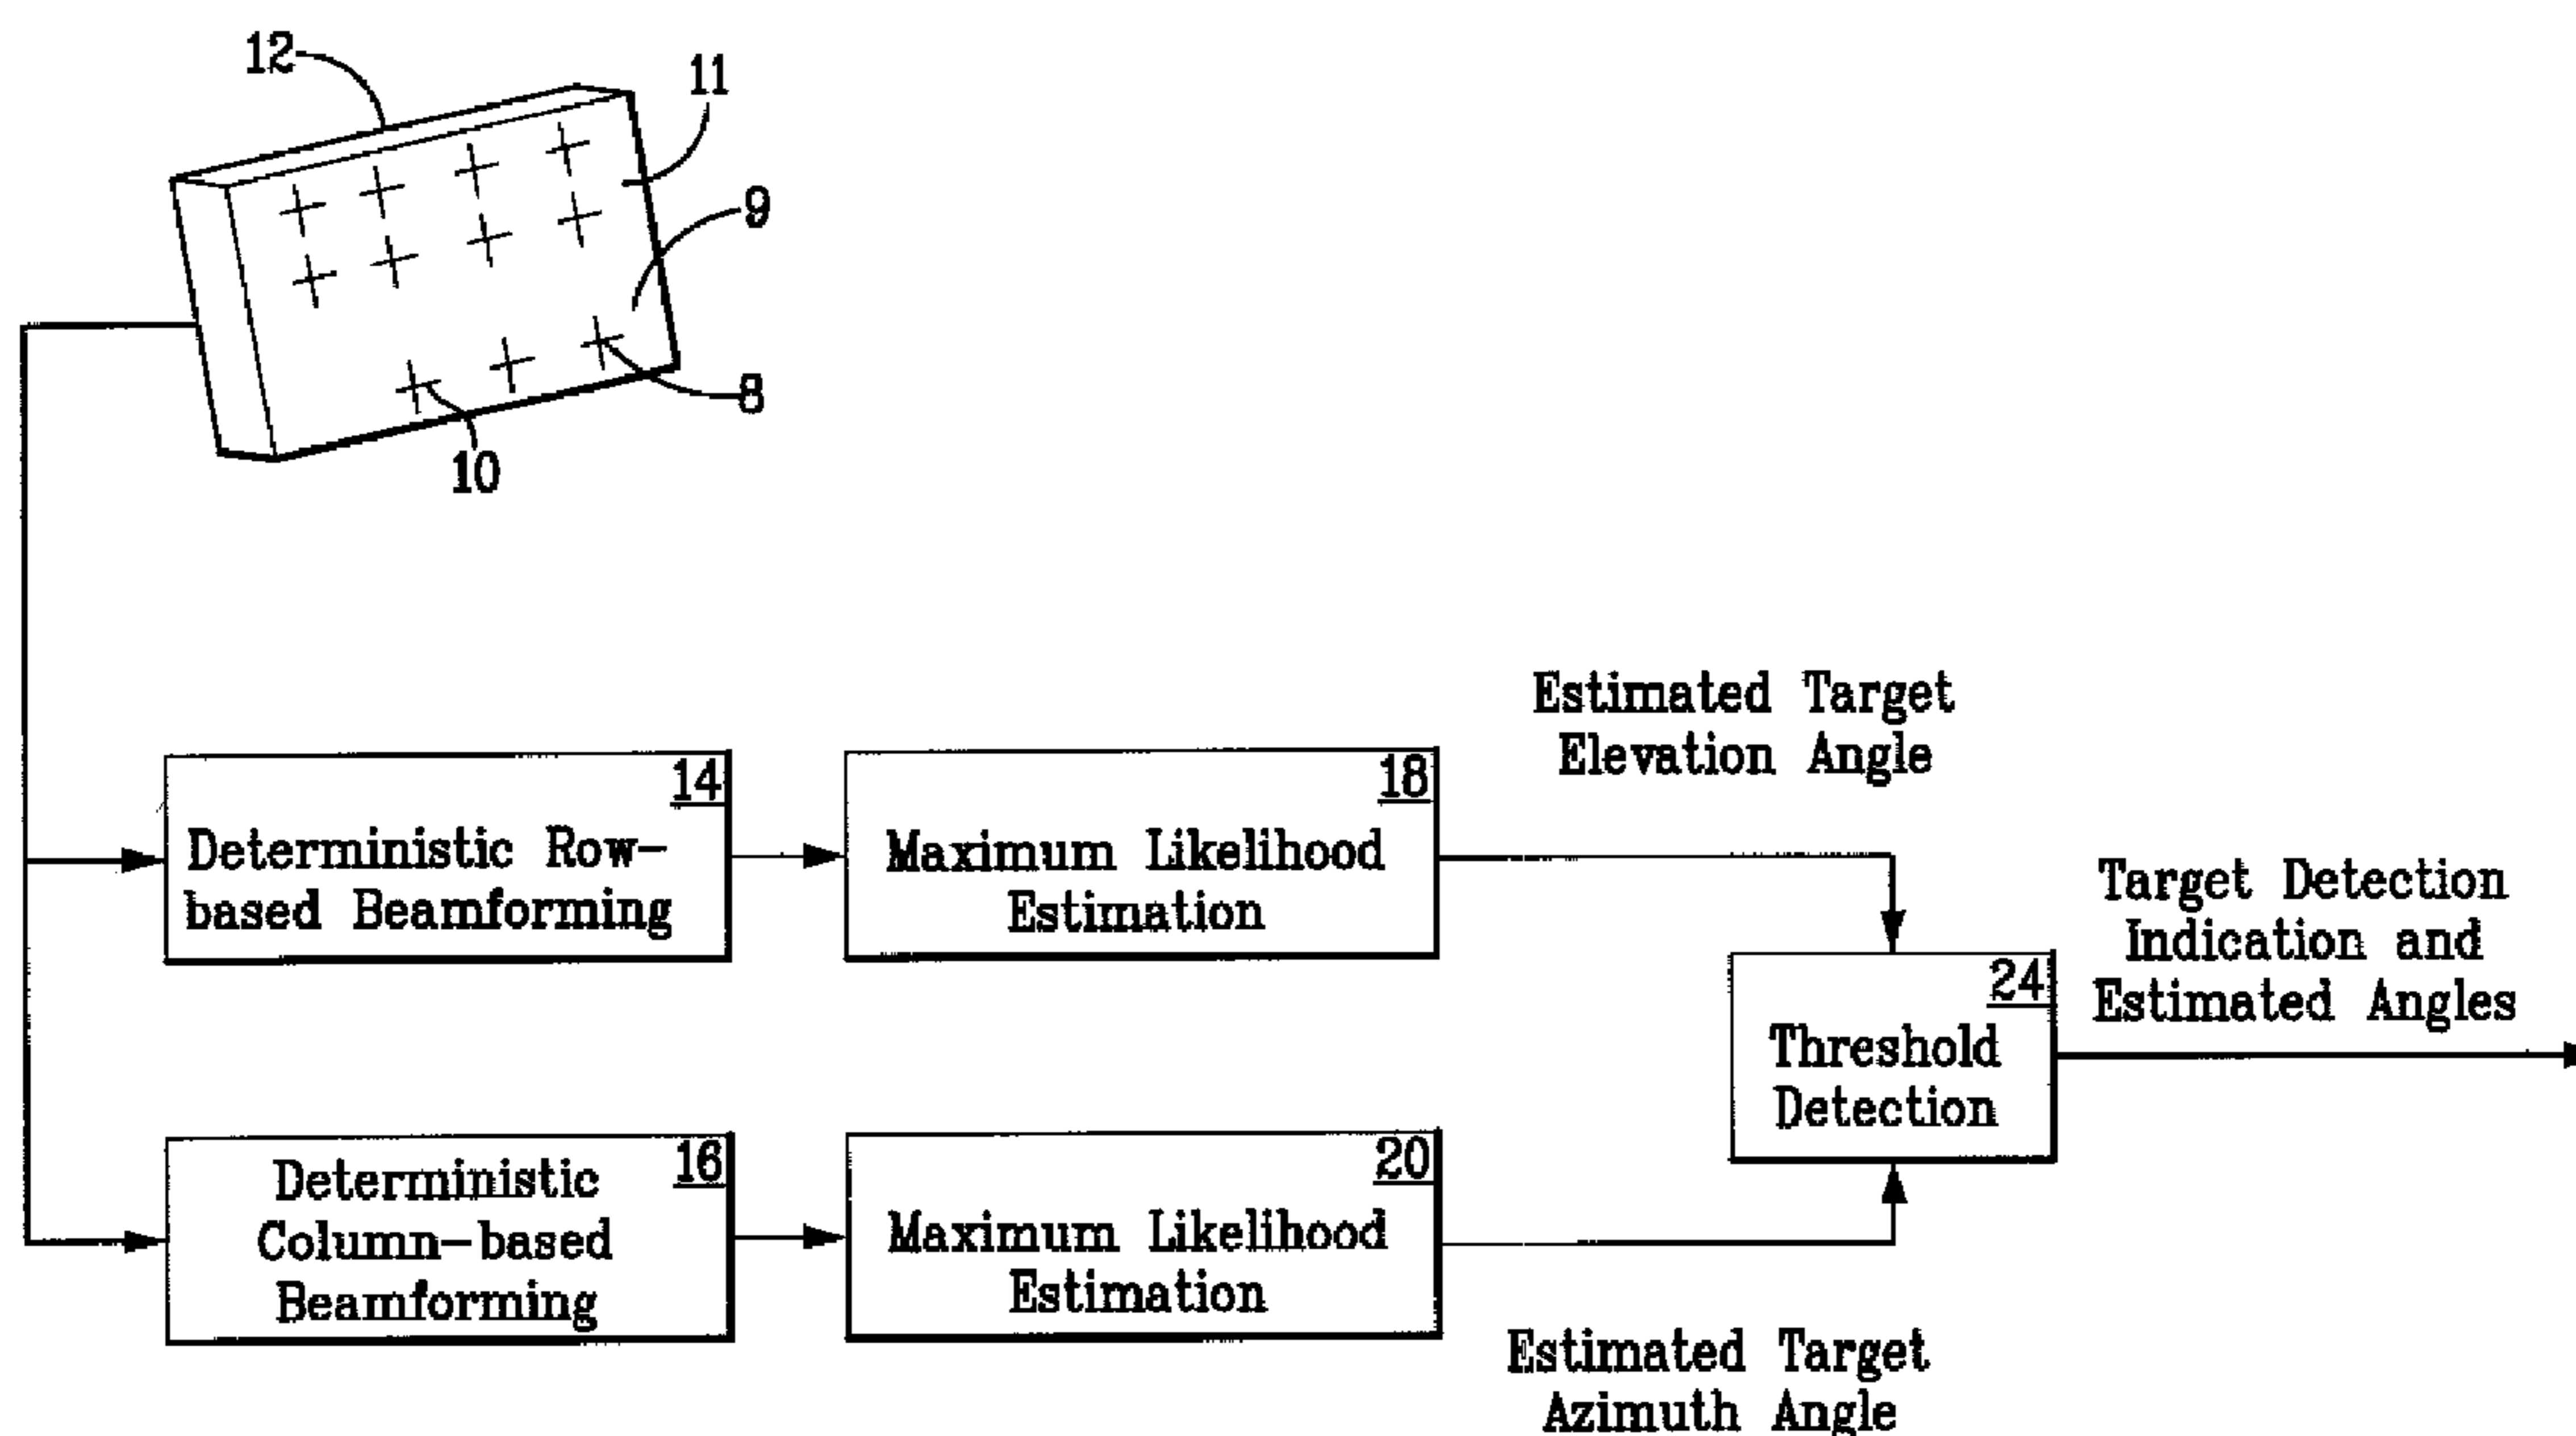 12
11
9
8
10
Estimated Target
Elevation Angle
14
Deterministic Row-
based Beamforming
18
Maximum Likelihood
Estimation
Target Detection
Indication and
Estimated Angles
24
Threshold
Detection
16
Deterministic
Column-based
Beamforming
20
Maximum Likelihood
Estimation
Estimated Target
Azimuth Angle